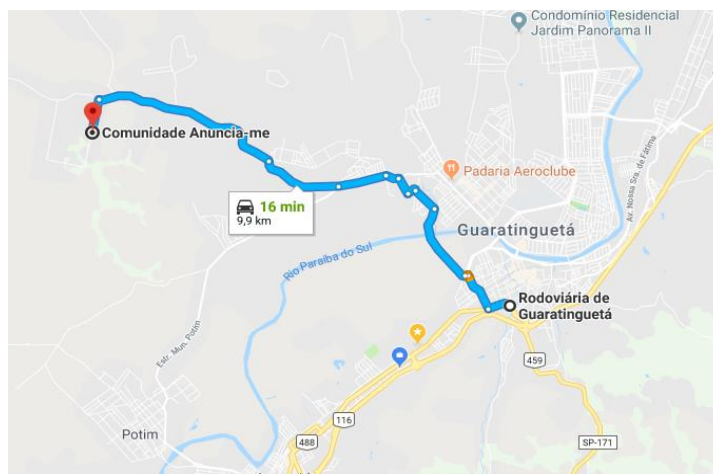 Condomínio Residencial
Jardim Panorama II
Comunidade Anuncia-me
Padaria Aeroclube
Av. Nossa Sra. de Fátima
16 min
9,9 km
Guaratinguetá
Rio Paraíba do Sul
Rodoviária de
Guaratinguetá
Estr. Mun. Potim
459
116
Potim
488
SP-171